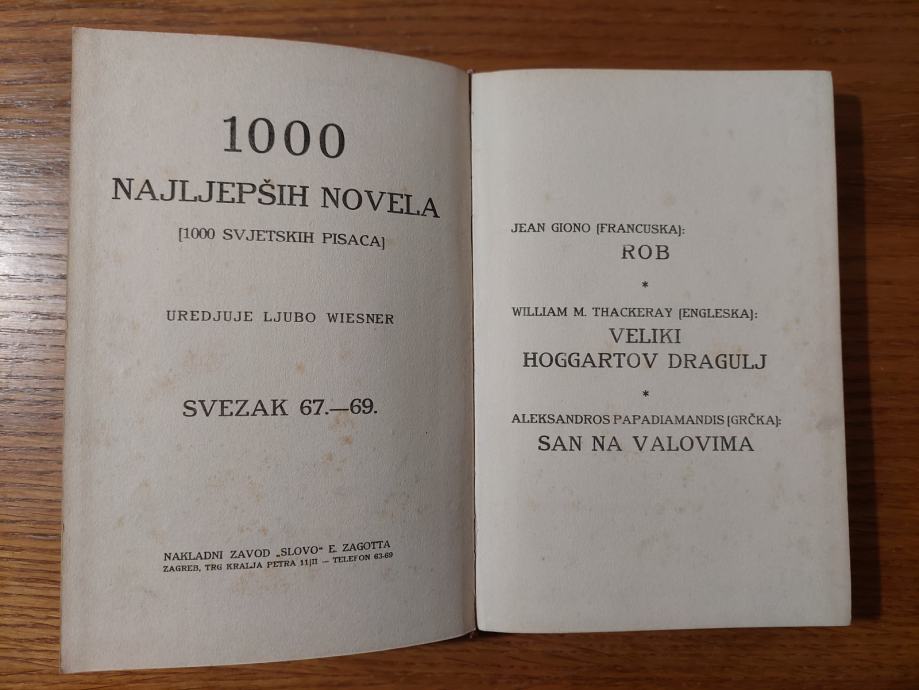 1000
NAJLJEPŠIH NOVELA
[1000 SVJETSKIH PISACA]
UREDJUJE LJUBO WIESNER
SVEZAK 67.—69.
NAKLADNI ZAVOD „SLOVO“ E. ZAGOTTA
ZAGREB, TRG KRALJA PETRA 11|II — TELEFON 63-69
JEAN GIONO [FRANCUSKA]:
ROB
*
WILLIAM M. THACKERAY [ENGLESKA]:
VELIKI
HOGGARTOV DRAGULJ
*
ALEKSANDROS PAPADIAMANDIS [GRČKA]:
SAN NA VALOVIMA